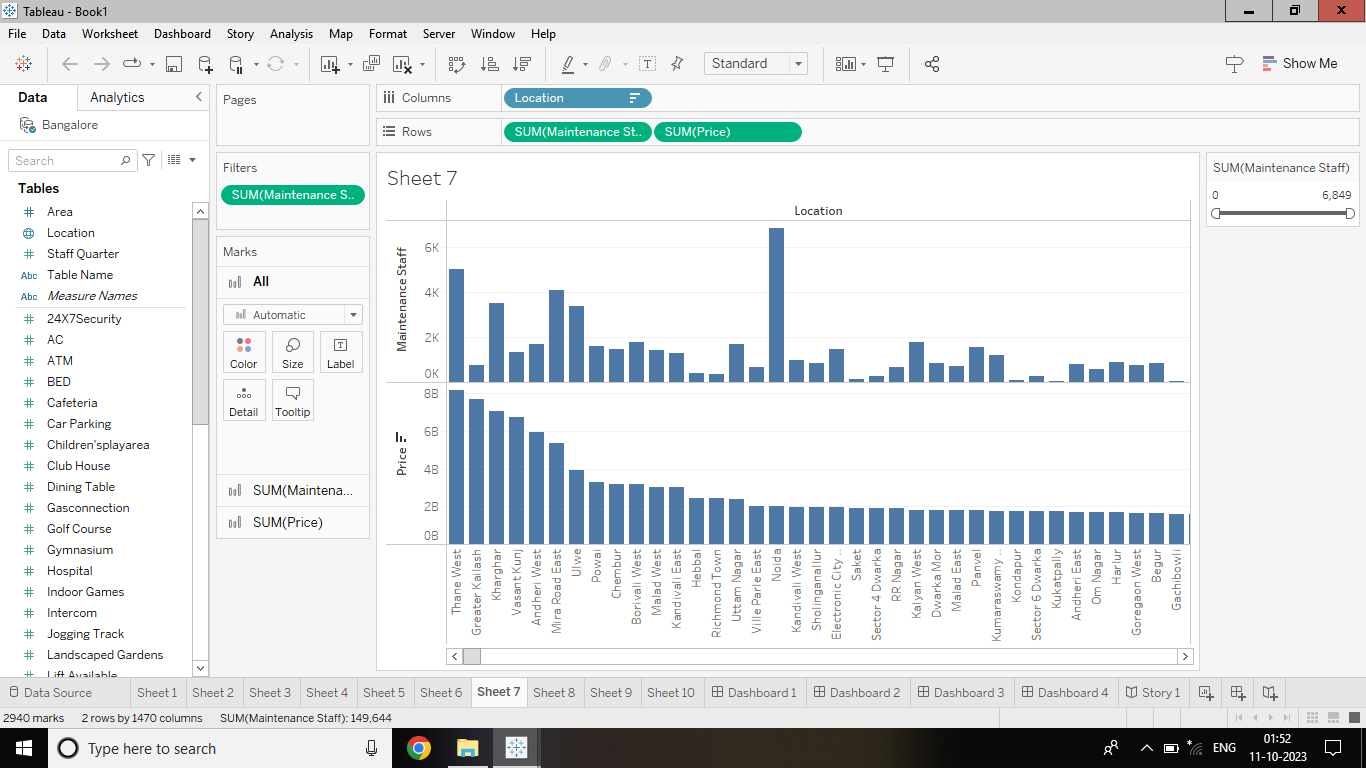 Tableau - Book1
File Data Worksheet Dashboard Story Analysis Map Format Server Window Help
Standard
Show Me
Data Analytics
Bangalore
Search
Tables
Area
Location
Staff Quarter
Abc Table Name
Abc Measure Names
24X7Security
AC
ATM
BED
Cafeteria
Car Parking
Children'splayarea
Club House
Dining Table
Gasconnection
Golf Course
Gymnasium
Hospital
Indoor Games
Intercom
Jogging Track
Landscaped Gardens
Lift Available
Pages
Filters
SUM(Maintenance S..
Marks
All
Automatic
Color Size Label
Detail Tooltip
SUM(Maintena...
SUM(Price)
Columns Location
Rows SUM(Maintenance St.. SUM(Price)
Sheet 7
Location
Maintenance Staff
6K
4K
2K
0K
Price
8B
6B
4B
2B
0B
Thane West
Greater Kailash
Kharghar
Vasant Kunj
Andheri West
Mira Road East
Ulwe
Powai
Chembur
Borivali West
Malad West
Kandivali East
Hebbal
Richmond Town
Uttam Nagar
Ville Parle East
Noida
Kandivali West
Sholinganallur
Electronic City ..
Saket
Sector 4 Dwarka
RR Nagar
Kalyan West
Dwarka Mor
Malad East
Panvel
Kumaraswamy ..
Kondapur
Sector 6 Dwarka
Kukatpally
Andheri East
Om Nagar
Harlur
Goregaon West
Begur
Gachibowli
SUM(Maintenance Staff)
0 6,849
Data Source Sheet 1 Sheet 2 Sheet 3 Sheet 4 Sheet 5 Sheet 6 Sheet 7 Sheet 8 Sheet 9 Sheet 10 Dashboard 1 Dashboard 2 Dashboard 3 Dashboard 4 Story 1
2940 marks 2 rows by 1470 columns SUM(Maintenance Staff): 149,644
Type here to search
ENG
01:52
11-10-2023